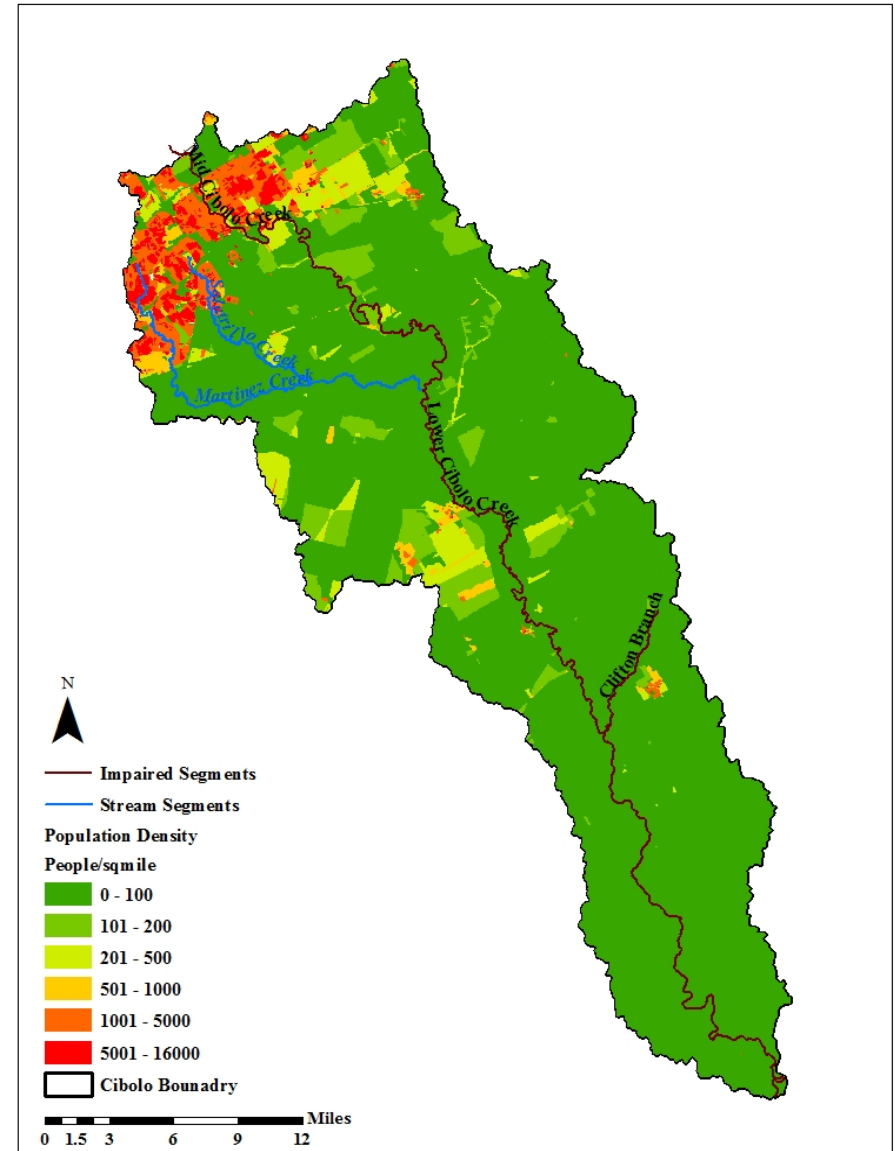 Mid Cibolo Creek
Salitrillo Creek
Martinez Creek
Lower Cibolo Creek
Clifton Branch
N
Impaired Segments
Stream Segments
Population Density
People/sqmile
0 - 100
101 - 200
201 - 500
501 - 1000
1001 - 5000
5001 - 16000
Cibolo Bounadry
Miles
0 1.5 3 6 9 12